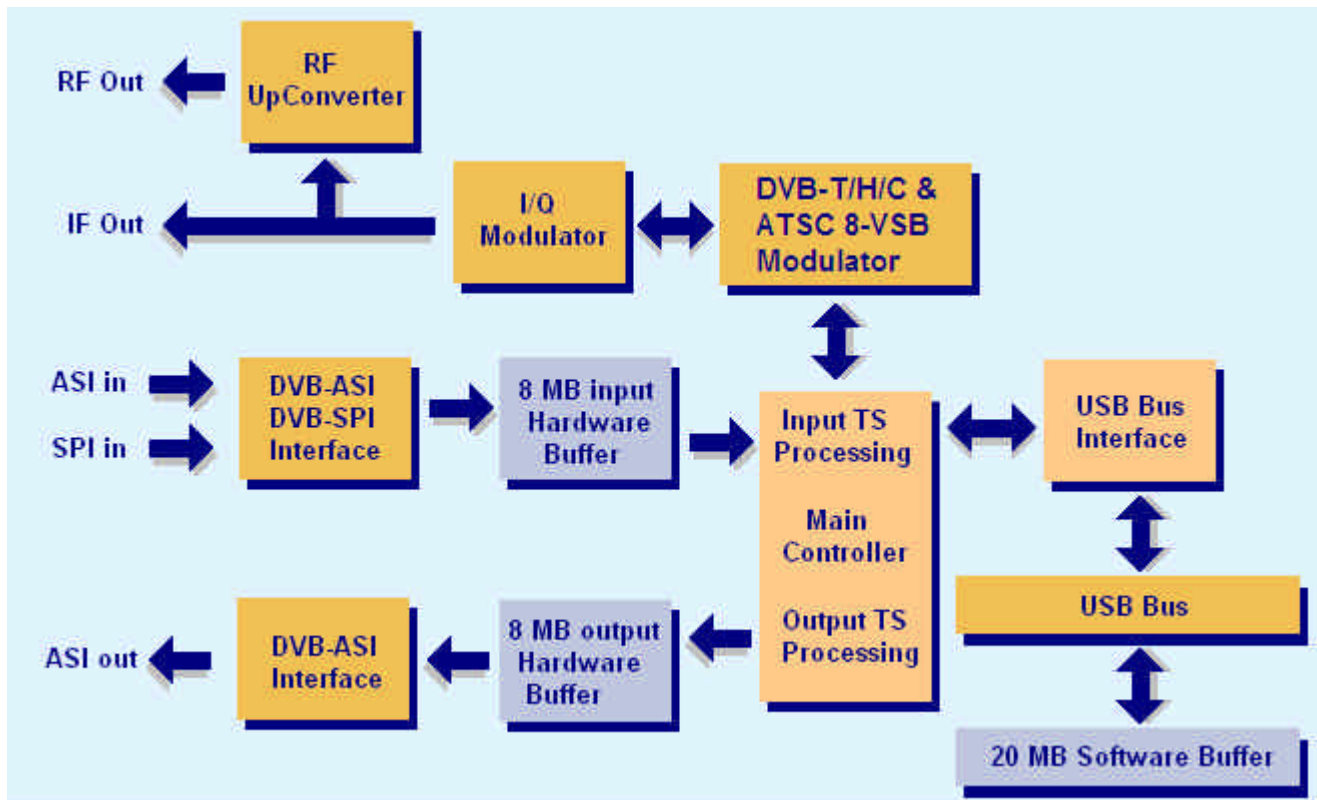 RF Out
RF
UpConverter
IF Out
I/Q
Modulator
DVB-T/H/C &
ATSC 8-VSB
Modulator
ASI in
SPI in
DVB-ASI
DVB-SPI
Interface
8 MB input
Hardware
Buffer
Input TS
Processing
Main
Controller
Output TS
Processing
USB Bus
Interface
USB Bus
20 MB Software Buffer
ASI out
DVB-ASI
Interface
8 MB output
Hardware
Buffer